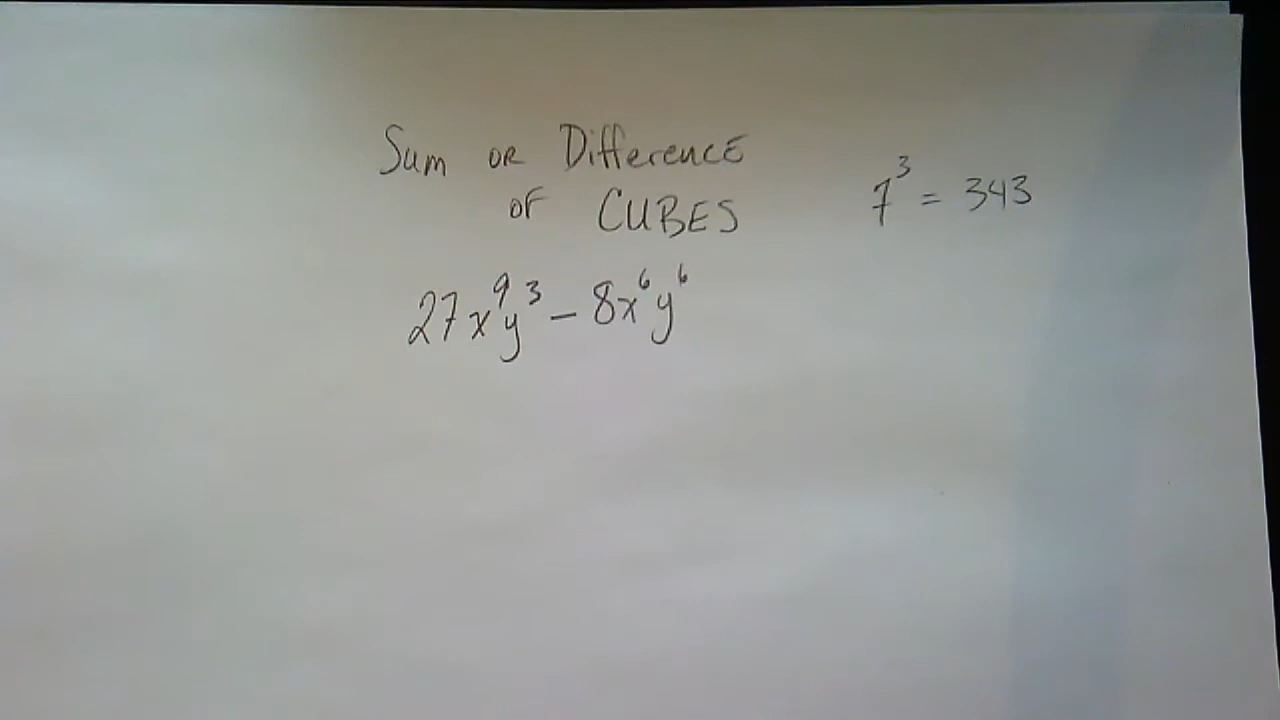 Sum OR Difference
OF CUBES
7³ = 343
27x⁹y³ – 8x⁶y⁶